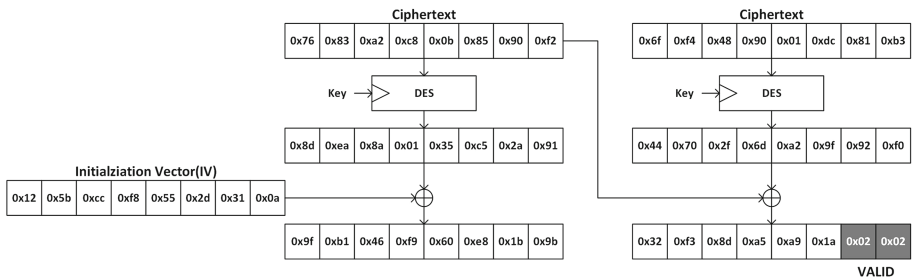 Ciphertext Ciphertext
0x76 0x83 0xa2 0xc8 0x0b 0x85 0x90 0xf2 0x6f 0xf4 0x48 0x90 0x01 0xdc 0x81 0xb3
Key DES Key DES
0x8d 0xea 0x8a 0x01 0x35 0xc5 0x2a 0x91 0x44 0x70 0x2f 0x6d 0xa2 0x9f 0x92 0xf0
Initialziation Vector(IV)
0x12 0x5b 0xcc 0xf8 0x55 0x2d 0x31 0x0a
0x9f 0xb1 0x46 0xf9 0x60 0xe8 0x1b 0x9b 0x32 0xf3 0x8d 0xa5 0xa9 0x1a 0x02 0x02
VALID